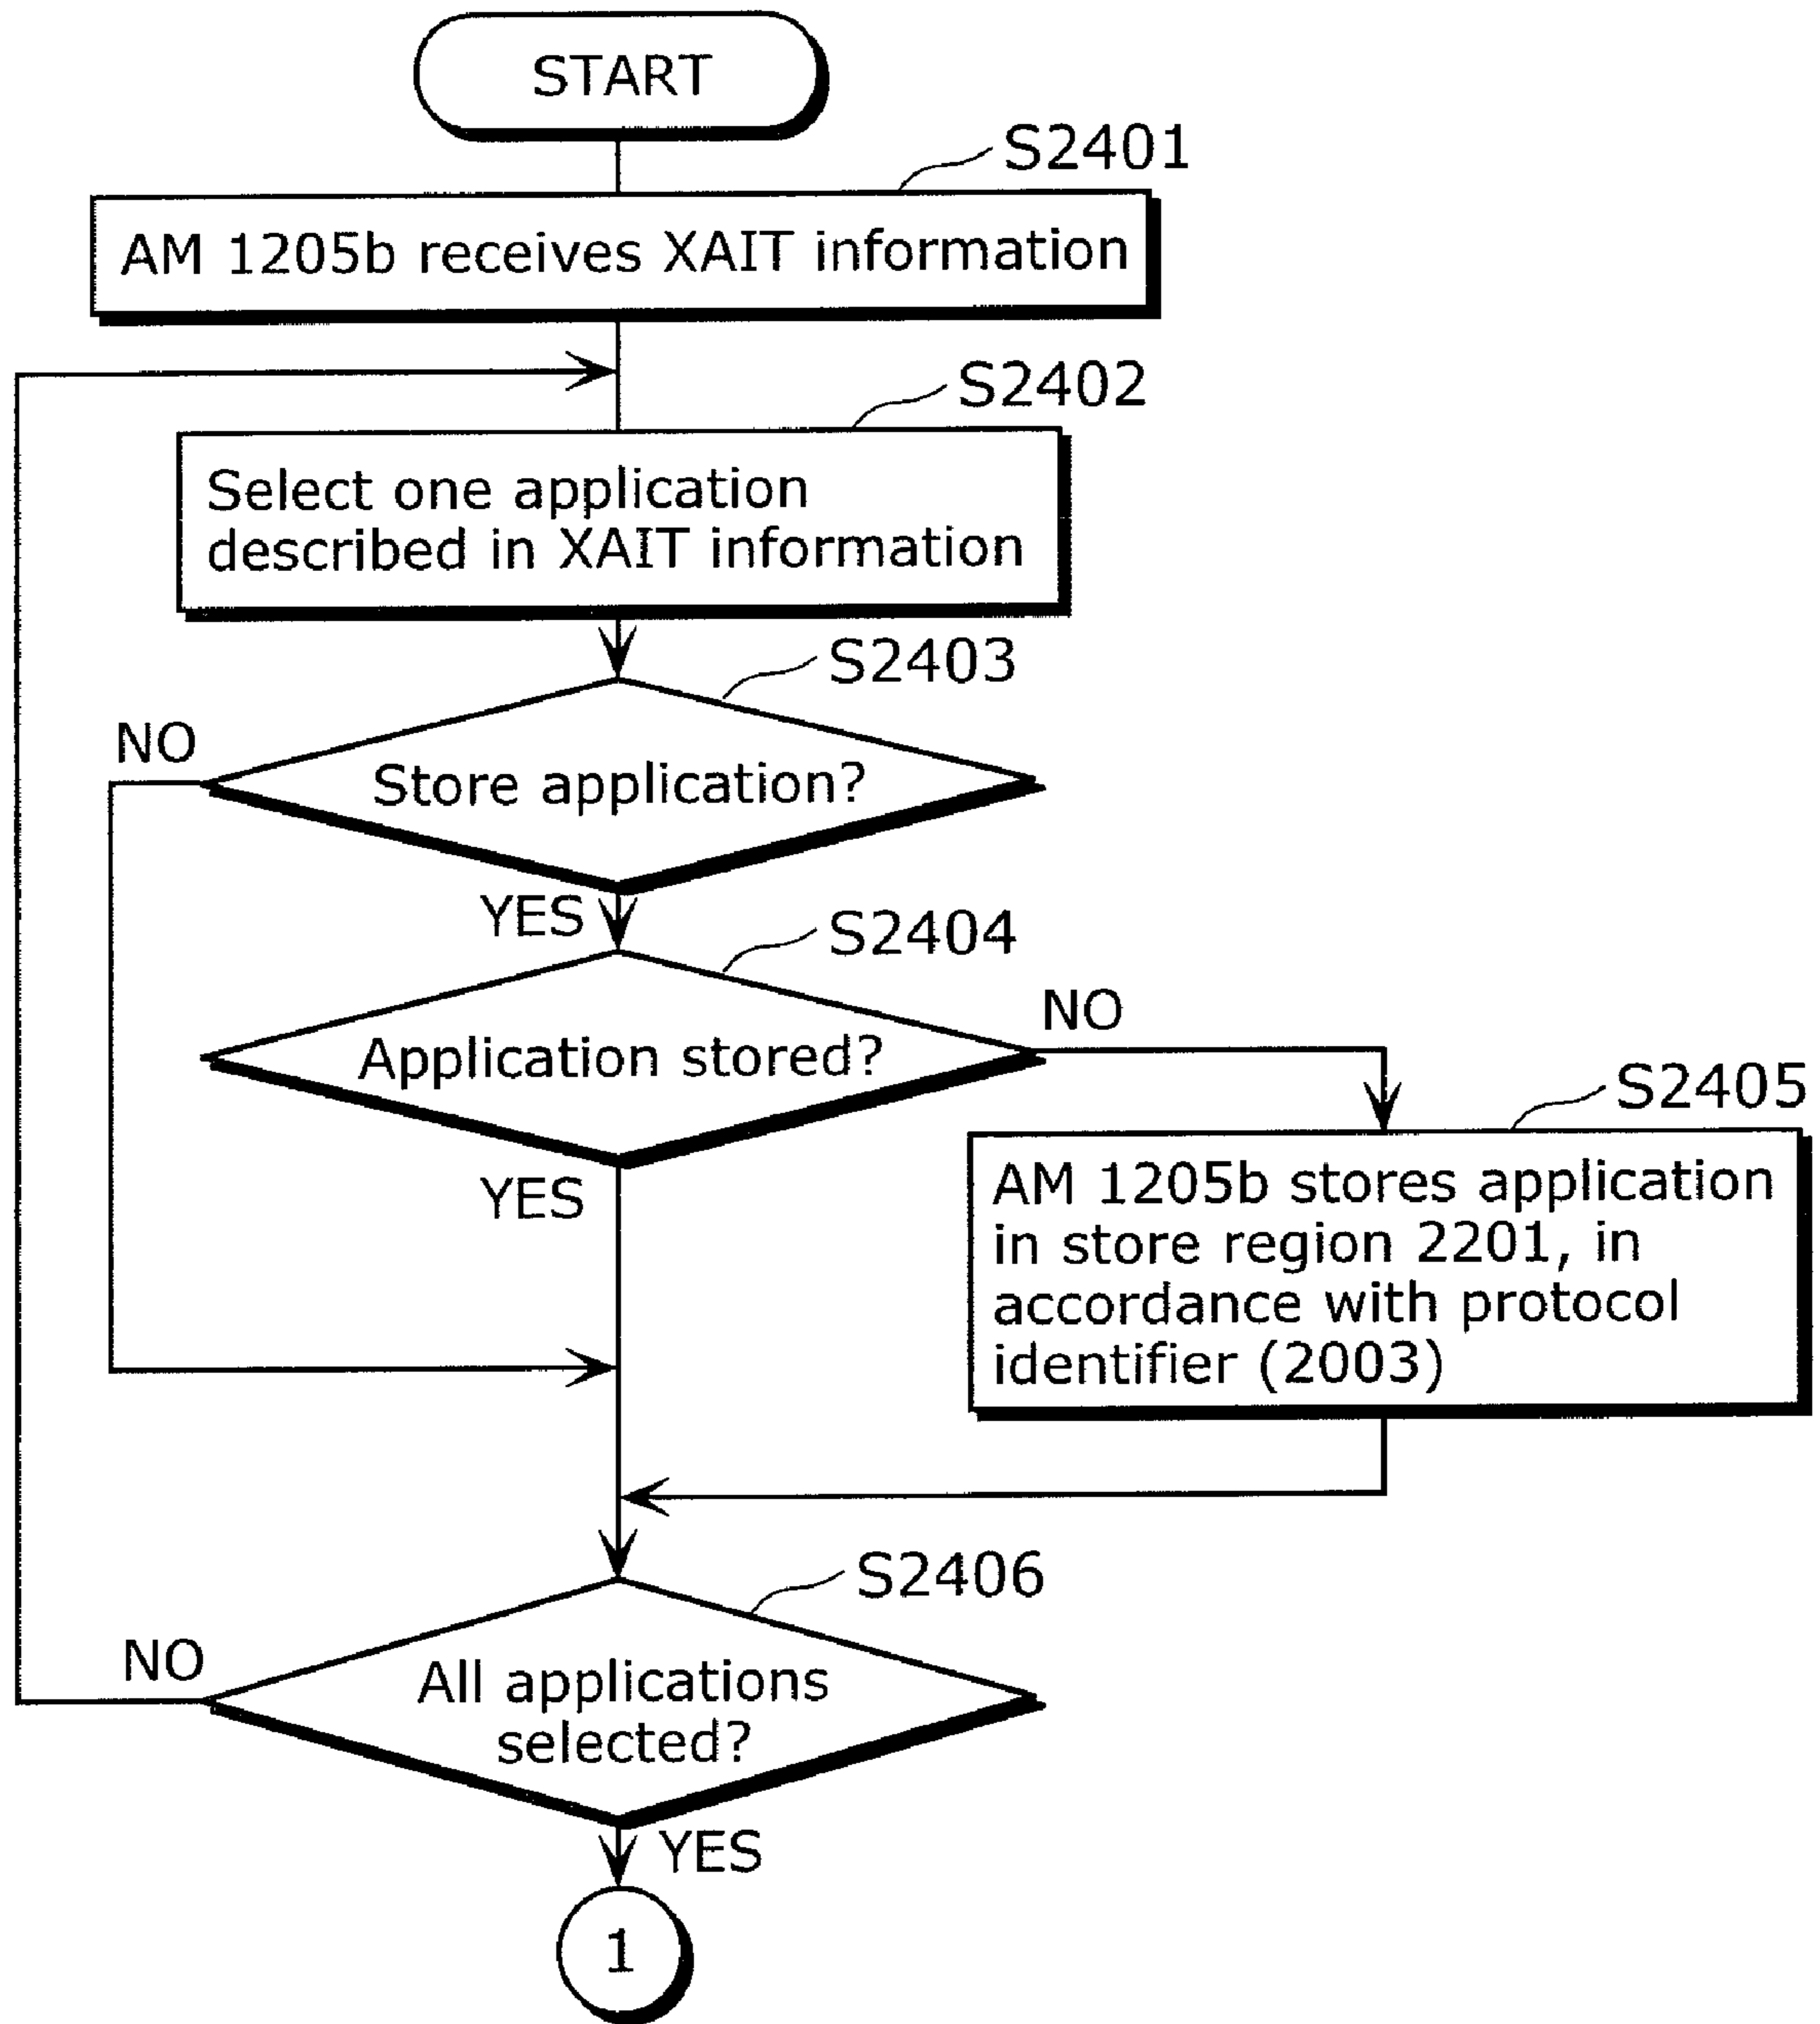 START
S2401
AM 1205b receives XAIT information
S2402
Select one application
described in XAIT information
S2403
NO
Store application?
YES
S2404
NO
Application stored?
S2405
YES
AM 1205b stores application
in store region 2201, in
accordance with protocol
identifier (2003)
S2406
NO
All applications
selected?
YES
1